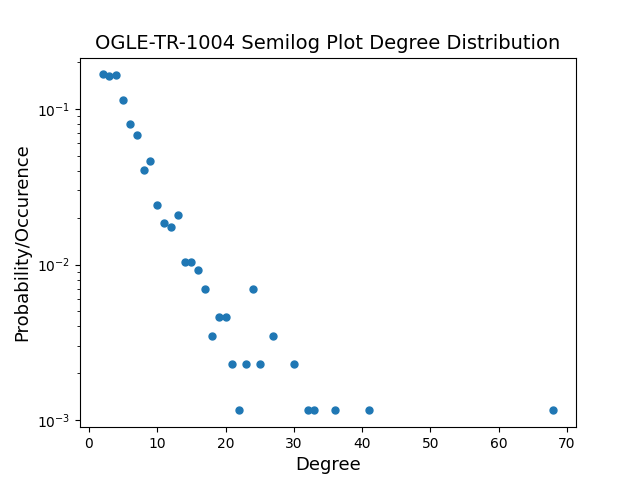 OGLE-TR-1004 Semilog Plot Degree Distribution
Probability/Occurence
10⁻¹
10⁻²
10⁻³
0 10 20 30 40 50 60 70
Degree